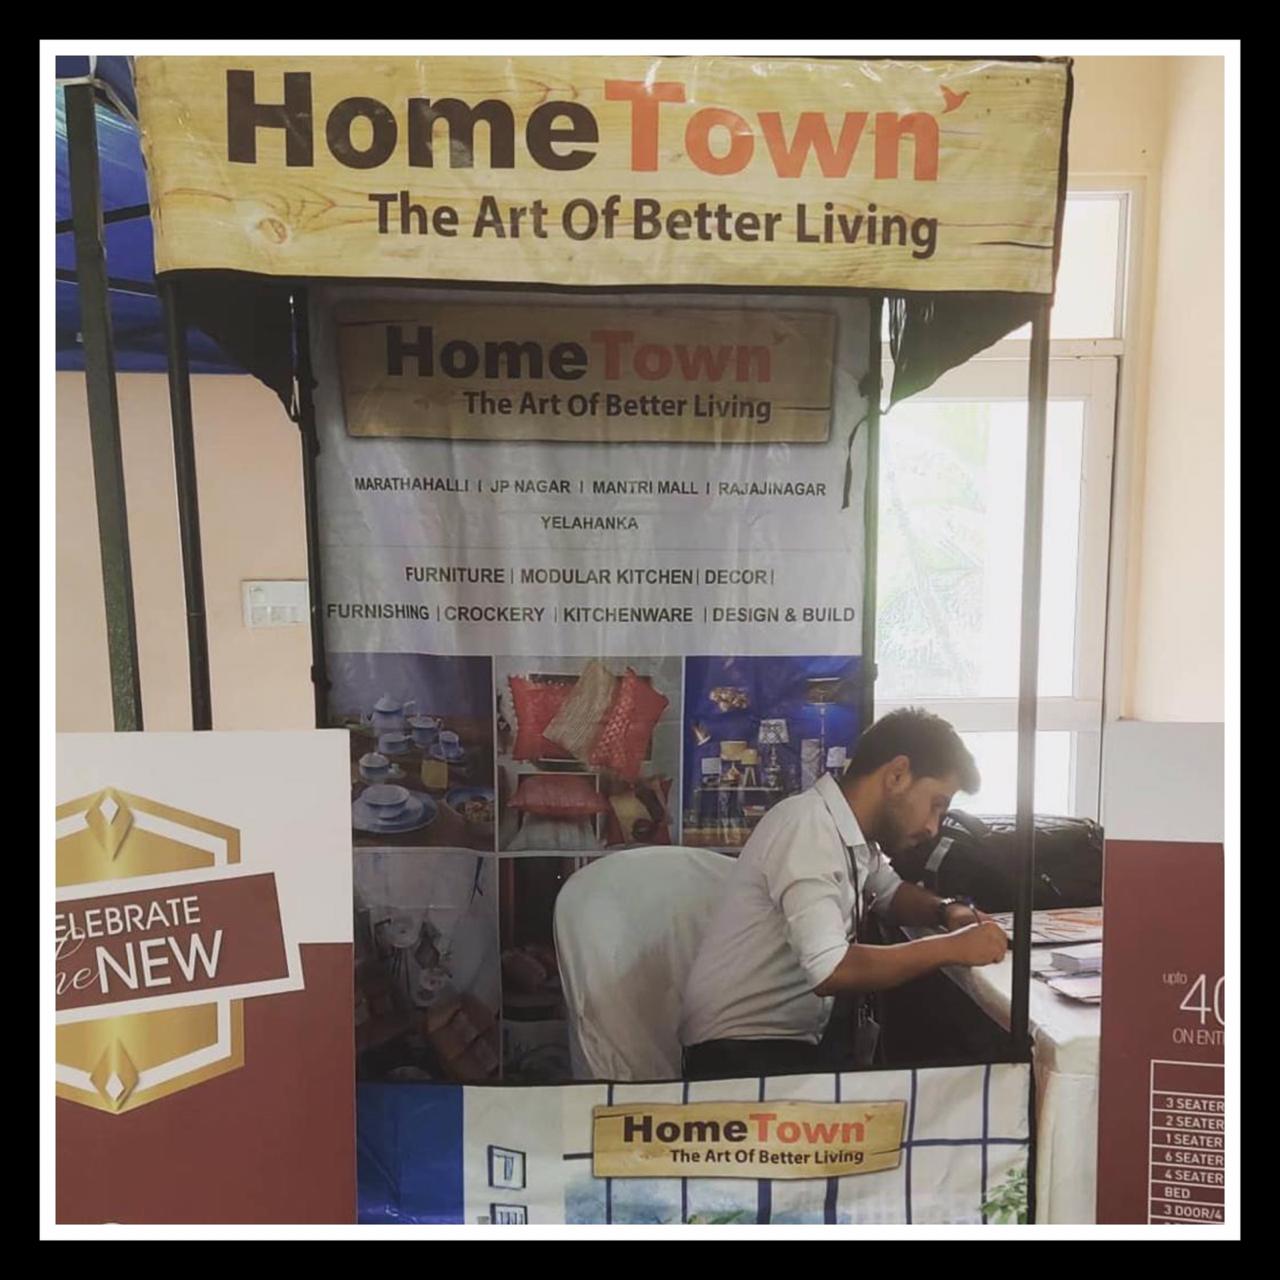 HomeTown
The Art Of Better Living
HomeTown
The Art Of Better Living
MARATHAHALLI | JP NAGAR | MANTRI MALL | RAJAJINAGAR
YELAHANKA
FURNITURE | MODULAR KITCHEN | DECOR |
FURNISHING | CROCKERY | KITCHENWARE | DESIGN & BUILD
ELEBRATE
NEW
upto
40
ON ENTI
3 SEATER
2 SEATER
1 SEATER
6 SEATER
4 SEATER
BED
3 DOOR/4
HomeTown
The Art Of Better Living